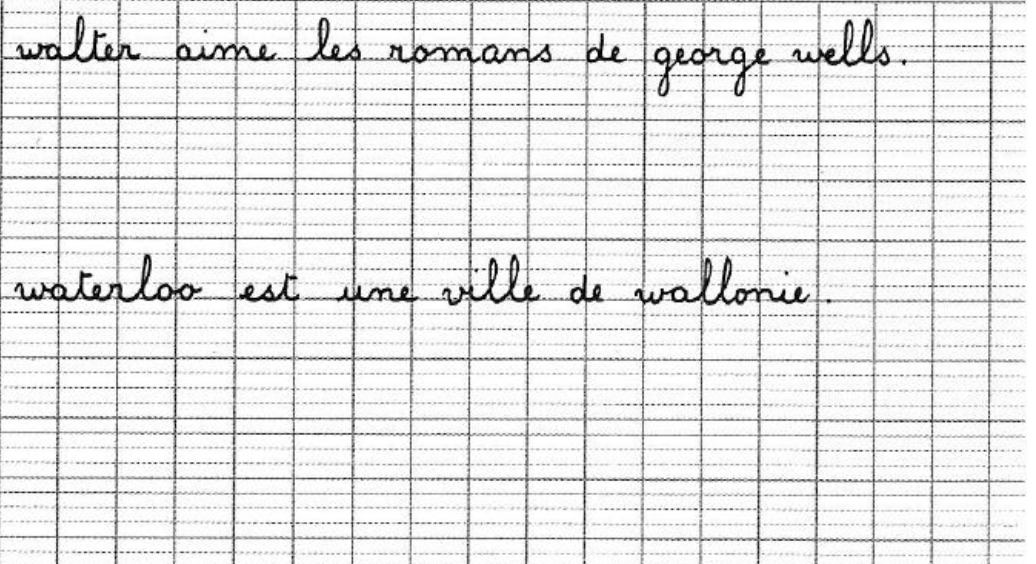 walter aime les romans de george wells.
waterloo est une ville de wallonie.